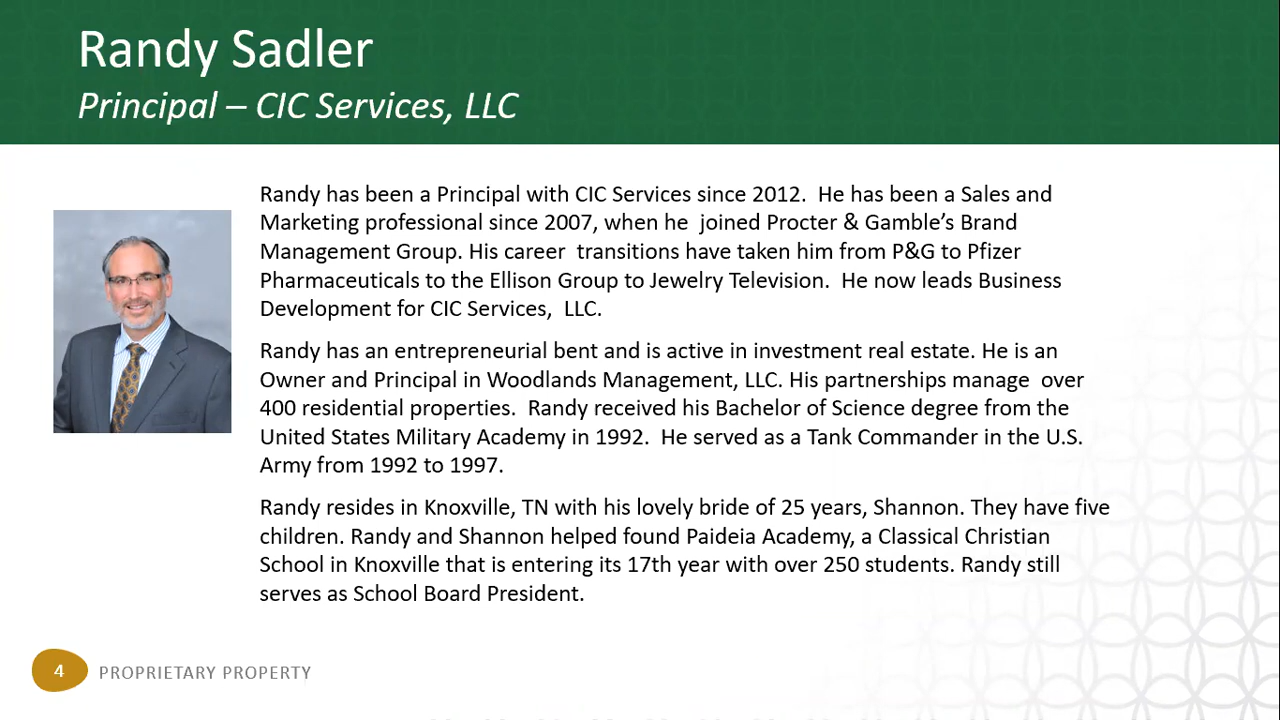 Randy Sadler
Principal – CIC Services, LLC
Randy has been a Principal with CIC Services since 2012.  He has been a Sales and
Marketing professional since 2007, when he  joined Procter & Gamble’s Brand
Management Group. His career  transitions have taken him from P&G to Pfizer
Pharmaceuticals to the Ellison Group to Jewelry Television.  He now leads Business
Development for CIC Services,  LLC.
Randy has an entrepreneurial bent and is active in investment real estate. He is an
Owner and Principal in Woodlands Management, LLC. His partnerships manage  over
400 residential properties.  Randy received his Bachelor of Science degree from the
United States Military Academy in 1992.  He served as a Tank Commander in the U.S.
Army from 1992 to 1997.
Randy resides in Knoxville, TN with his lovely bride of 25 years, Shannon. They have five
children. Randy and Shannon helped found Paideia Academy, a Classical Christian
School in Knoxville that is entering its 17th year with over 250 students. Randy still
serves as School Board President.
4 PROPRIETARY PROPERTY